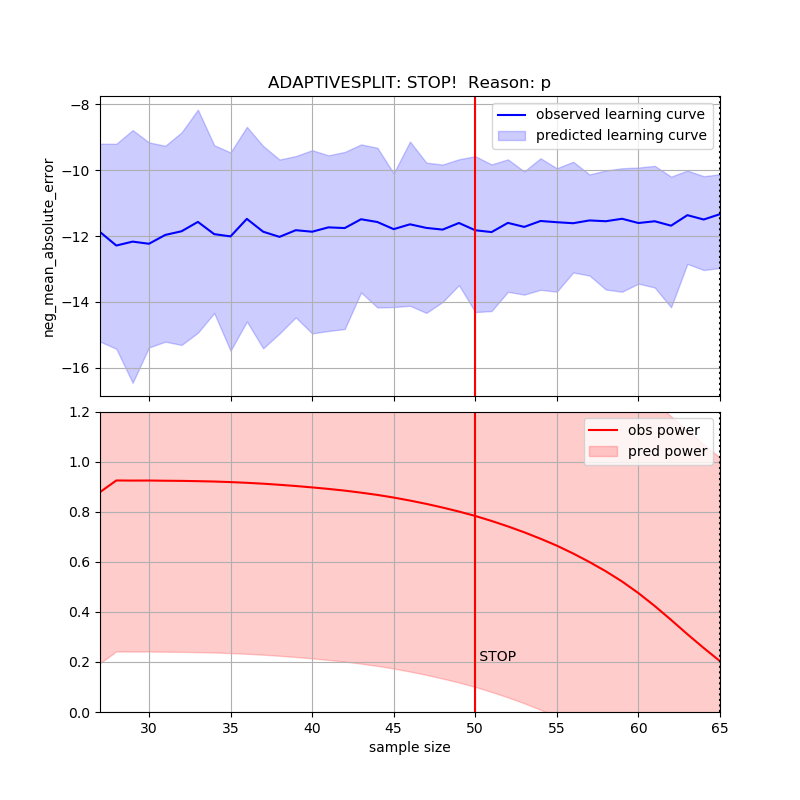 ADAPTIVESPLIT: STOP!  Reason: p
observed learning curve
predicted learning curve
neg_mean_absolute_error
−8
−10
−12
−14
−16
obs power
pred power
1.2
1.0
0.8
0.6
0.4
0.2
0.0
STOP
30 35 40 45 50 55 60 65
sample size